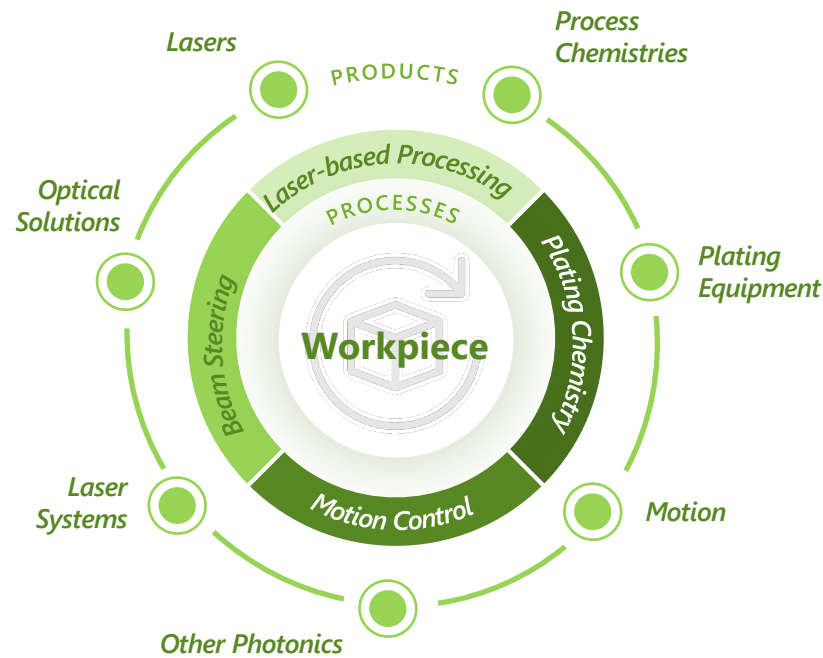 Process
Chemistries
Lasers
PRODUCTS
Laser-based Processing
Optical
Solutions
PROCESSES
Plating
Equipment
Beam Steering
Plating Chemistry
Workpiece
Laser
Systems
Motion Control
Motion
Other Photonics